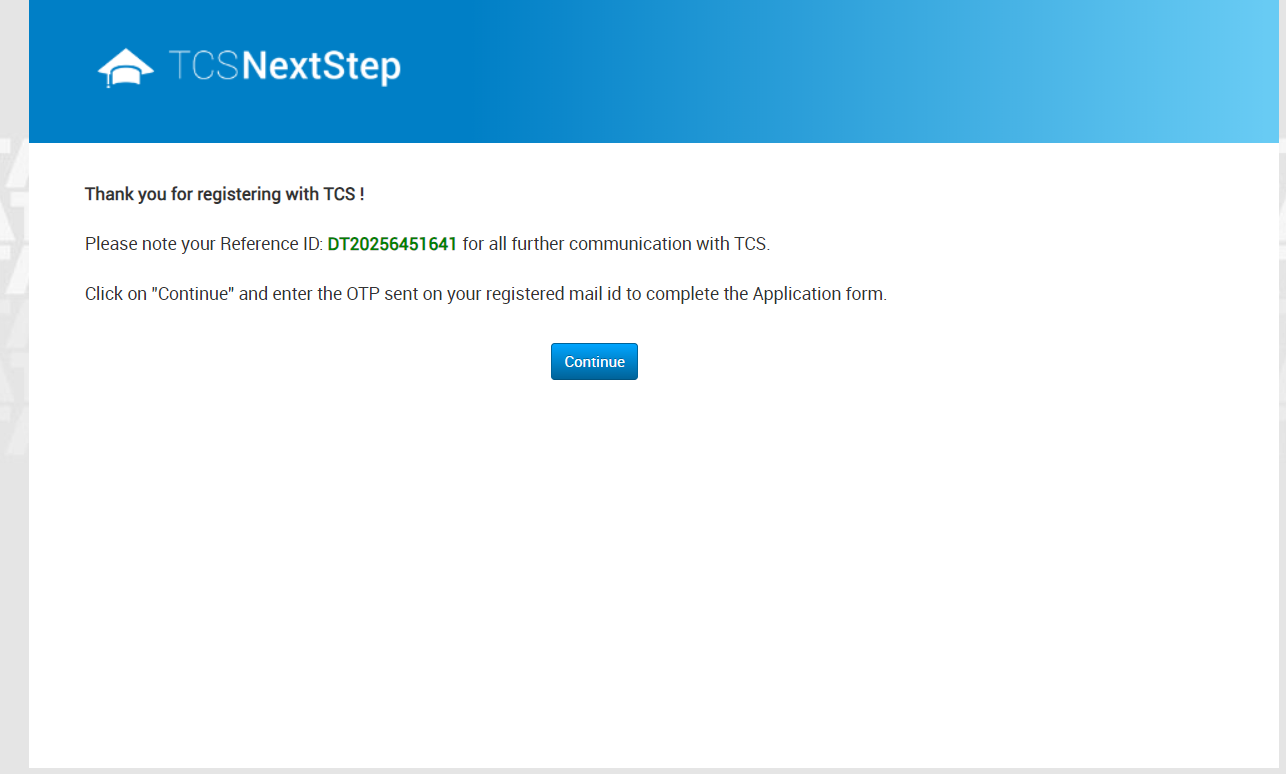 TCSNextStep
Thank you for registering with TCS !
Please note your Reference ID: DT20256451641 for all further communication with TCS.
Click on "Continue" and enter the OTP sent on your registered mail id to complete the Application form.
Continue